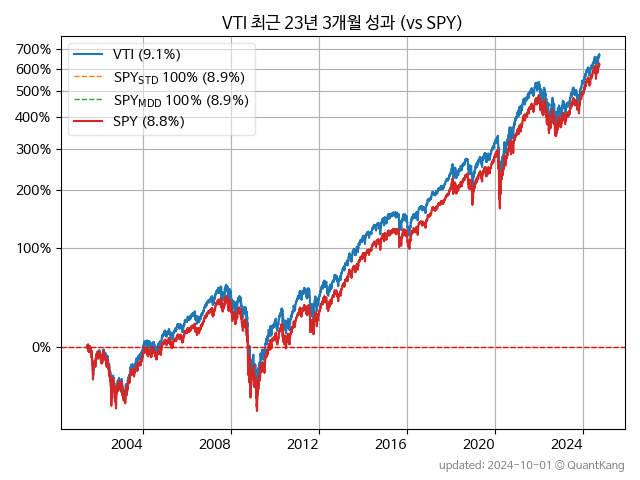 VTI 최근 23년 3개월 성과 (vs SPY)
700%
600%
500%
400%
300%
200%
100%
0%
VTI (9.1%)
SPYSTD 100% (8.9%)
SPYMDD 100% (8.9%)
SPY (8.8%)
2004 2008 2012 2016 2020 2024
updated: 2024-10-01 © QuantKang